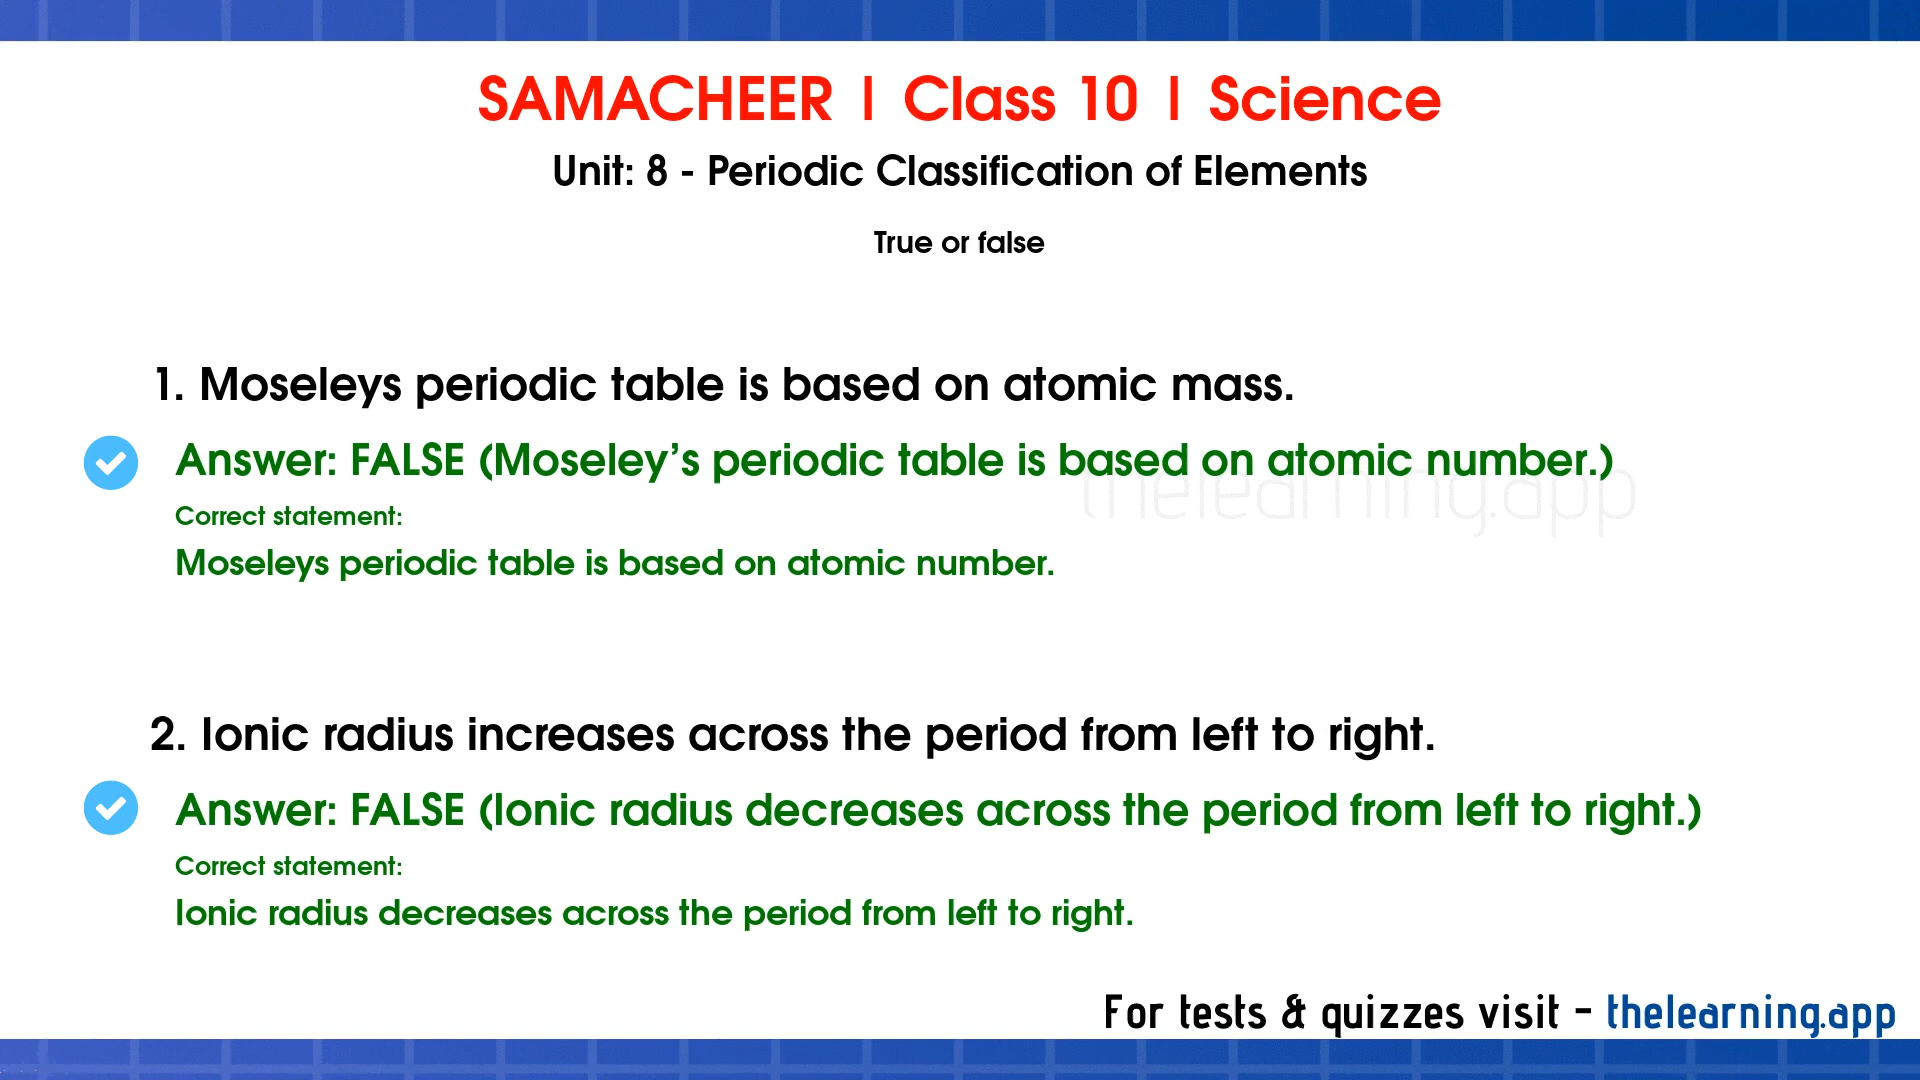 SAMACHEER | Class 10 | Science
Unit: 8 - Periodic Classification of Elements
True or false
1. Moseleys periodic table is based on atomic mass.
Answer: FALSE (Moseley’s periodic table is based on atomic number.)
thelearning.app
Correct statement:
Moseleys periodic table is based on atomic number.
2. Ionic radius increases across the period from left to right.
Answer: FALSE (Ionic radius decreases across the period from left to right.)
Correct statement:
Ionic radius decreases across the period from left to right.
For tests & quizzes visit - thelearning.app